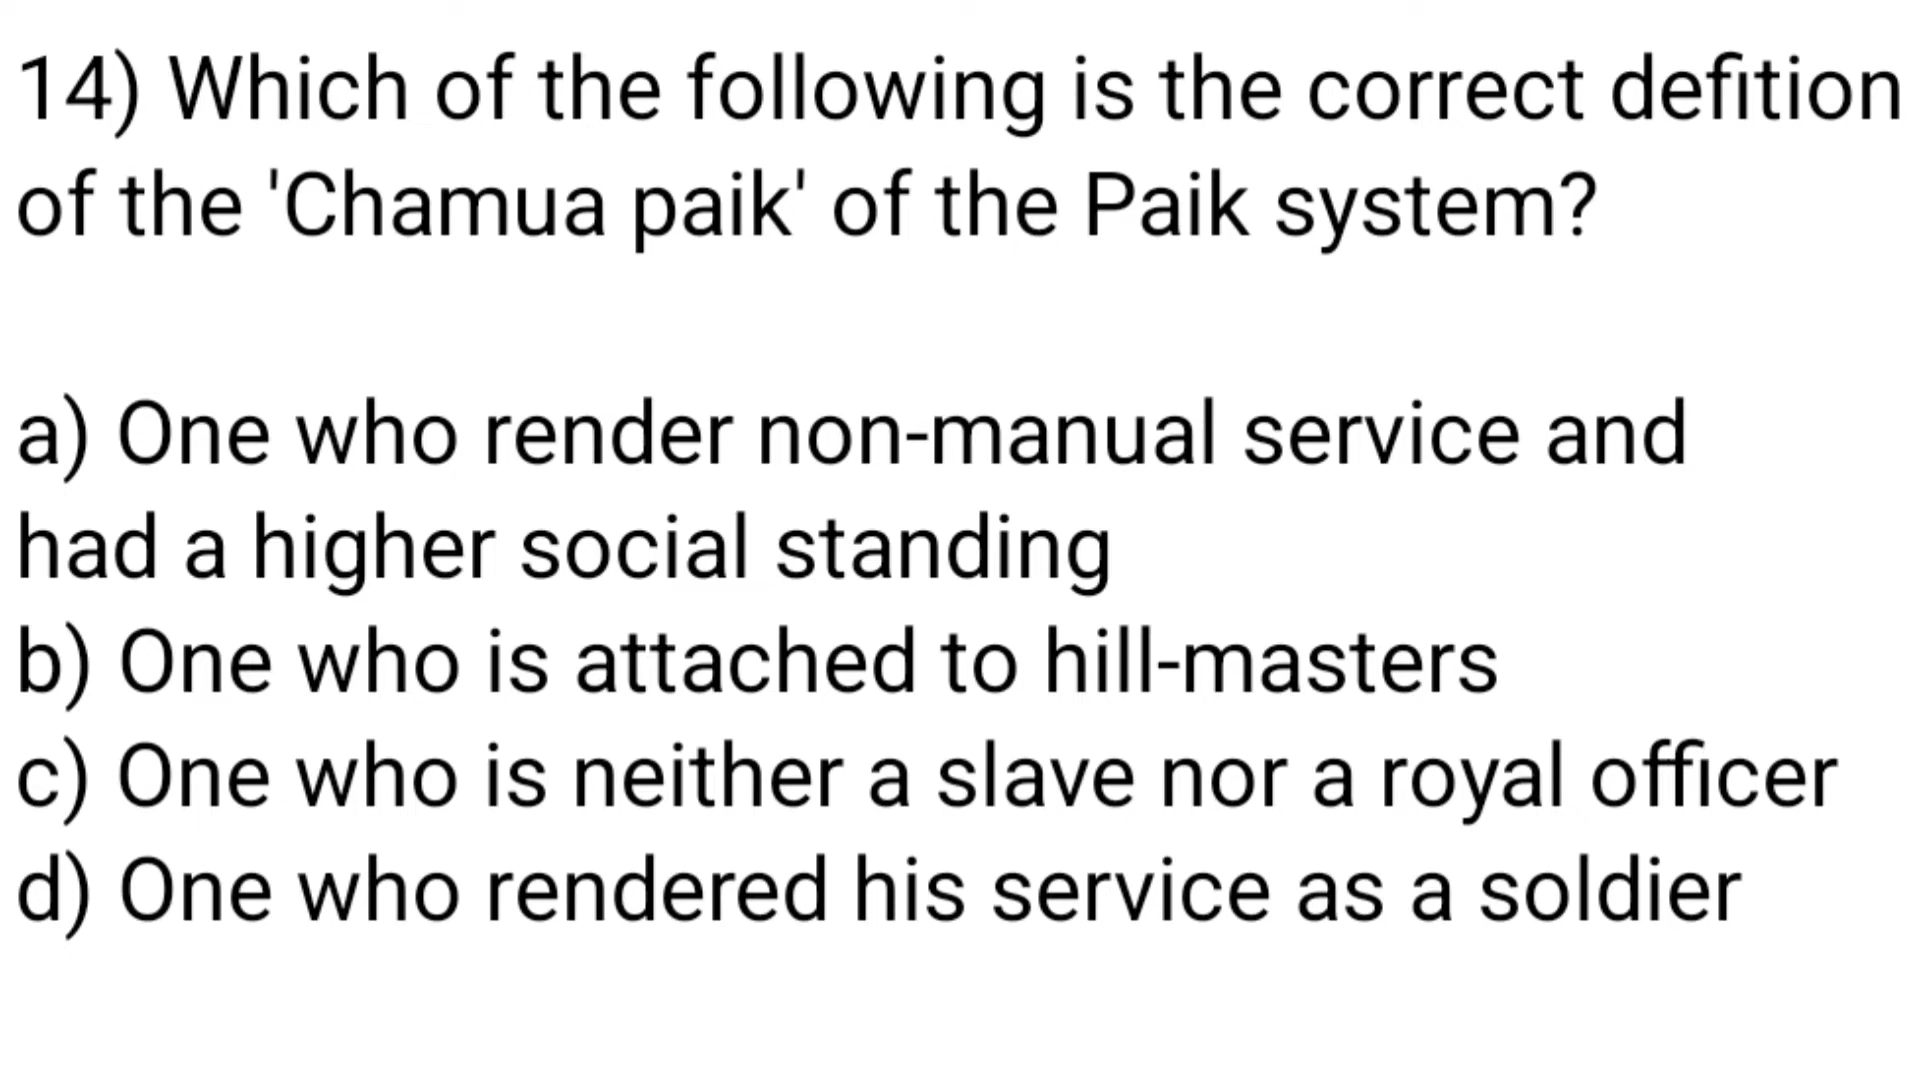 14) Which of the following is the correct defition
of the 'Chamua paik' of the Paik system?
a) One who render non-manual service and
had a higher social standing
b) One who is attached to hill-masters
c) One who is neither a slave nor a royal officer
d) One who rendered his service as a soldier